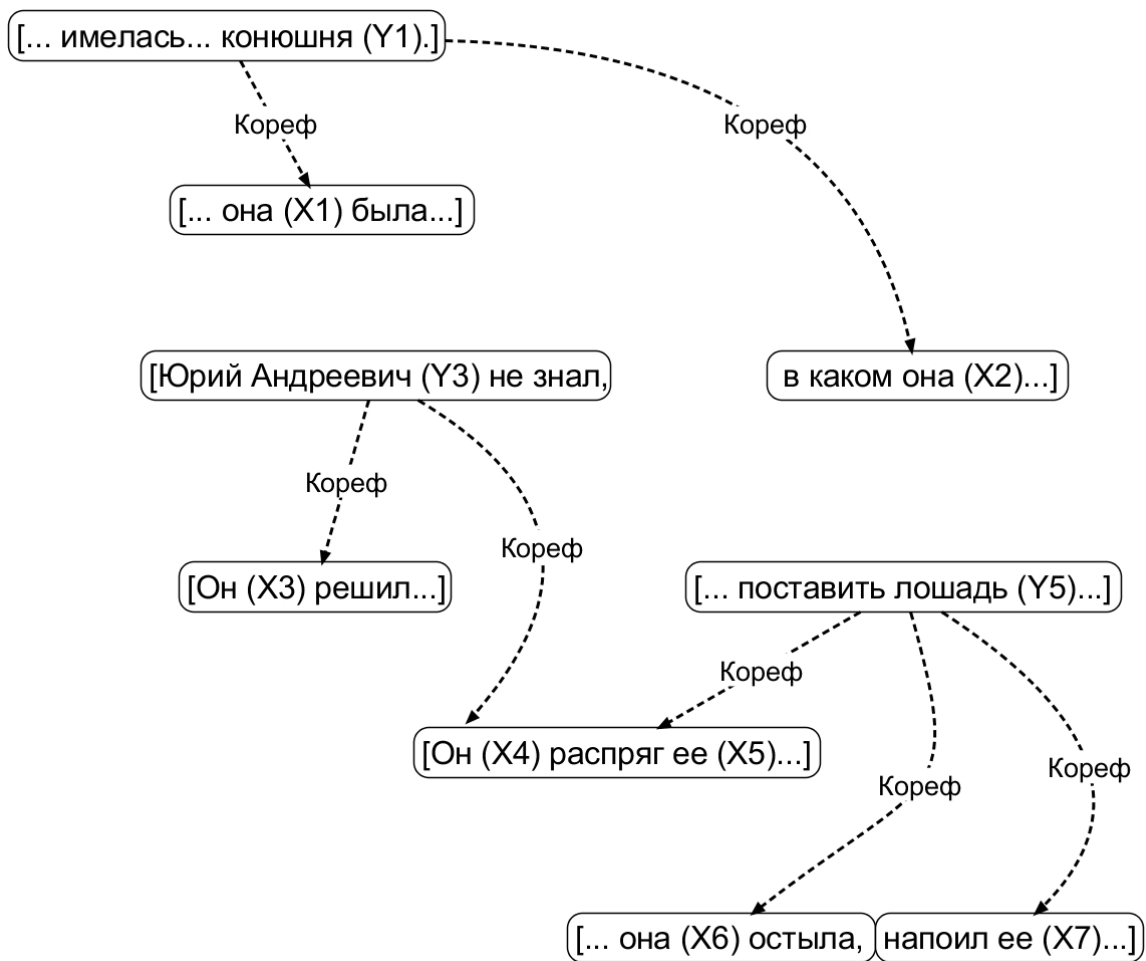 [... имелась... конюшня (Y1).]
Кореф
Кореф
[... она (X1) была...]
[Юрий Андреевич (Y3) не знал,
в каком она (X2)...]
Кореф
Кореф
[Он (X3) решил...]
[... поставить лошадь (Y5)...]
Кореф
[Он (X4) распряг ее (X5)...]
Кореф
Кореф
[... она (X6) остыла,
напоил ее (X7)...]